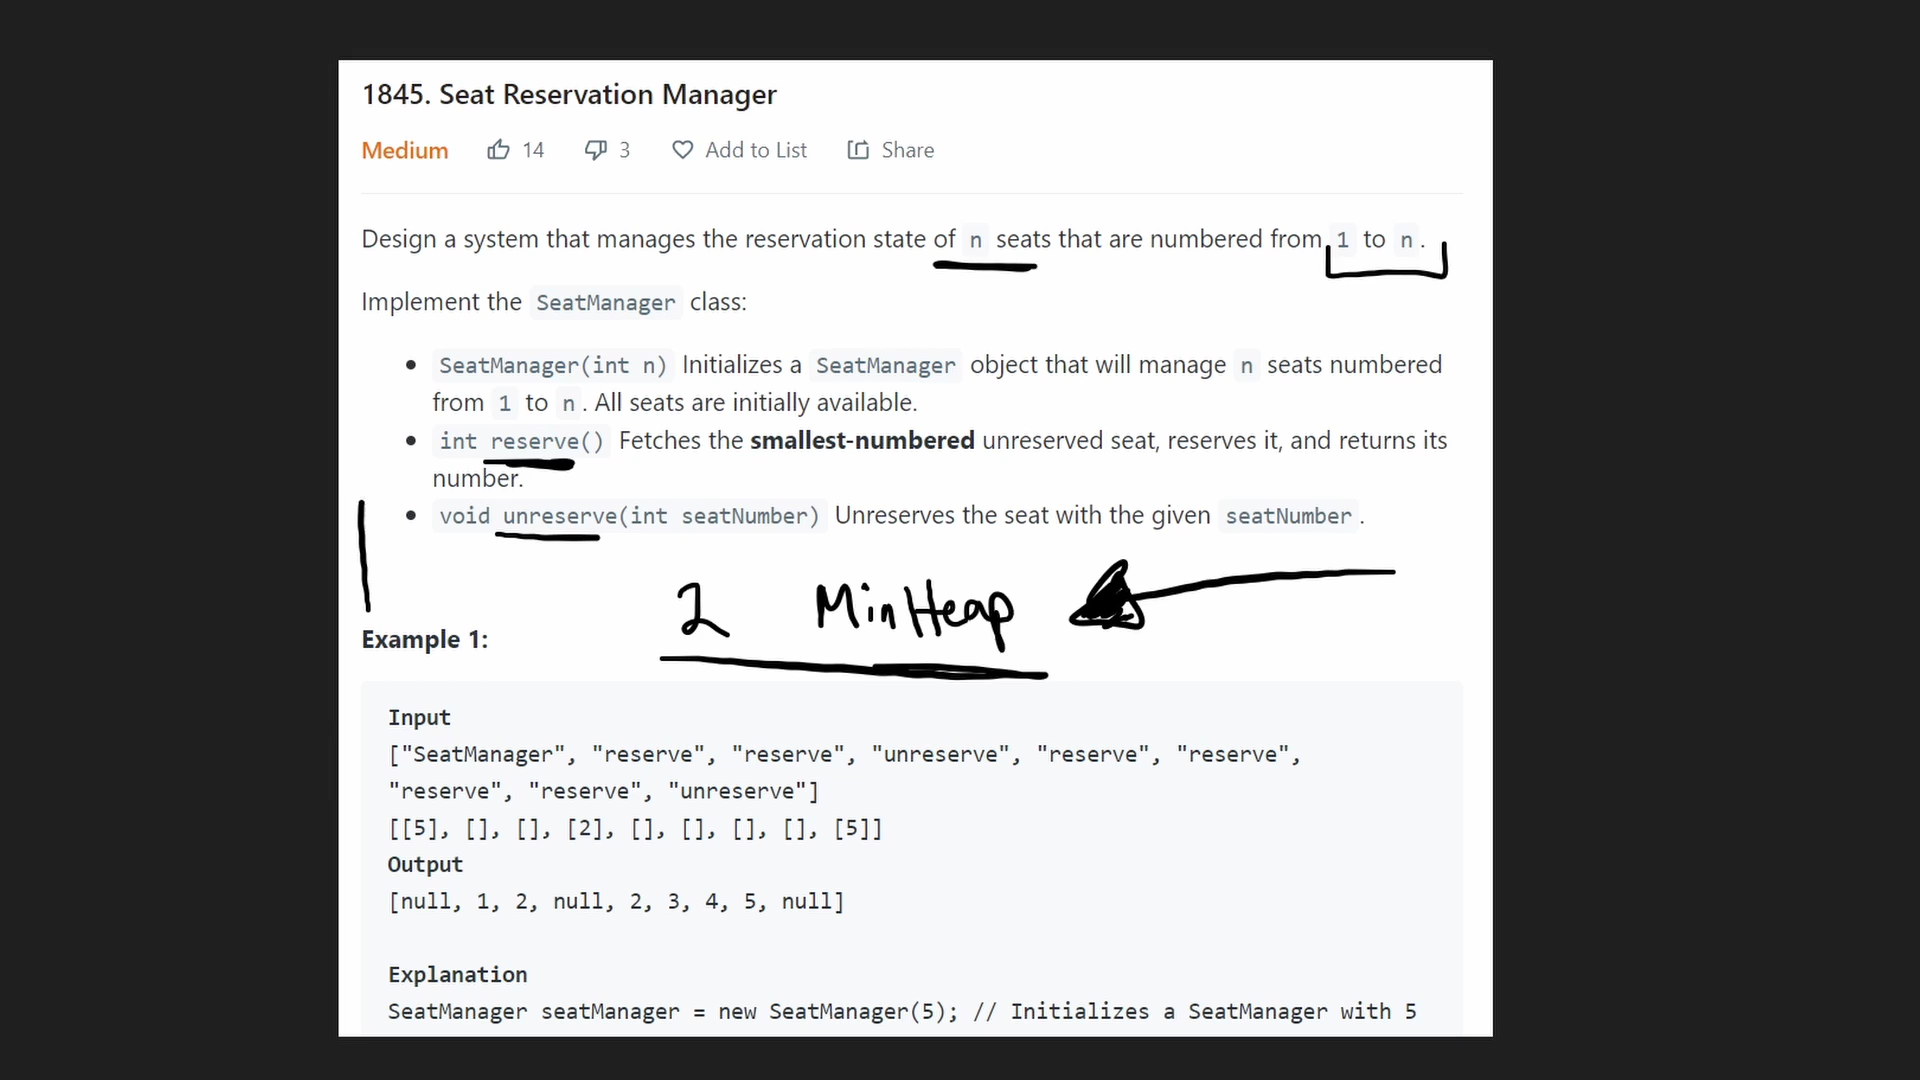 1845. Seat Reservation Manager
Medium 14 3 Add to List Share
Design a system that manages the reservation state of n seats that are numbered from 1 to n.
Implement the SeatManager class:
• SeatManager(int n) Initializes a SeatManager object that will manage n seats numbered
from 1 to n. All seats are initially available.
• int reserve() Fetches the smallest-numbered unreserved seat, reserves it, and returns its
number.
• void unreserve(int seatNumber) Unreserves the seat with the given seatNumber.
2 MinHeap
Example 1:
Input
["SeatManager", "reserve", "reserve", "unreserve", "reserve", "reserve",
"reserve", "reserve", "unreserve"]
[[5], [], [], [2], [], [], [], [], [5]]
Output
[null, 1, 2, null, 2, 3, 4, 5, null]
Explanation
SeatManager seatManager = new SeatManager(5); // Initializes a SeatManager with 5